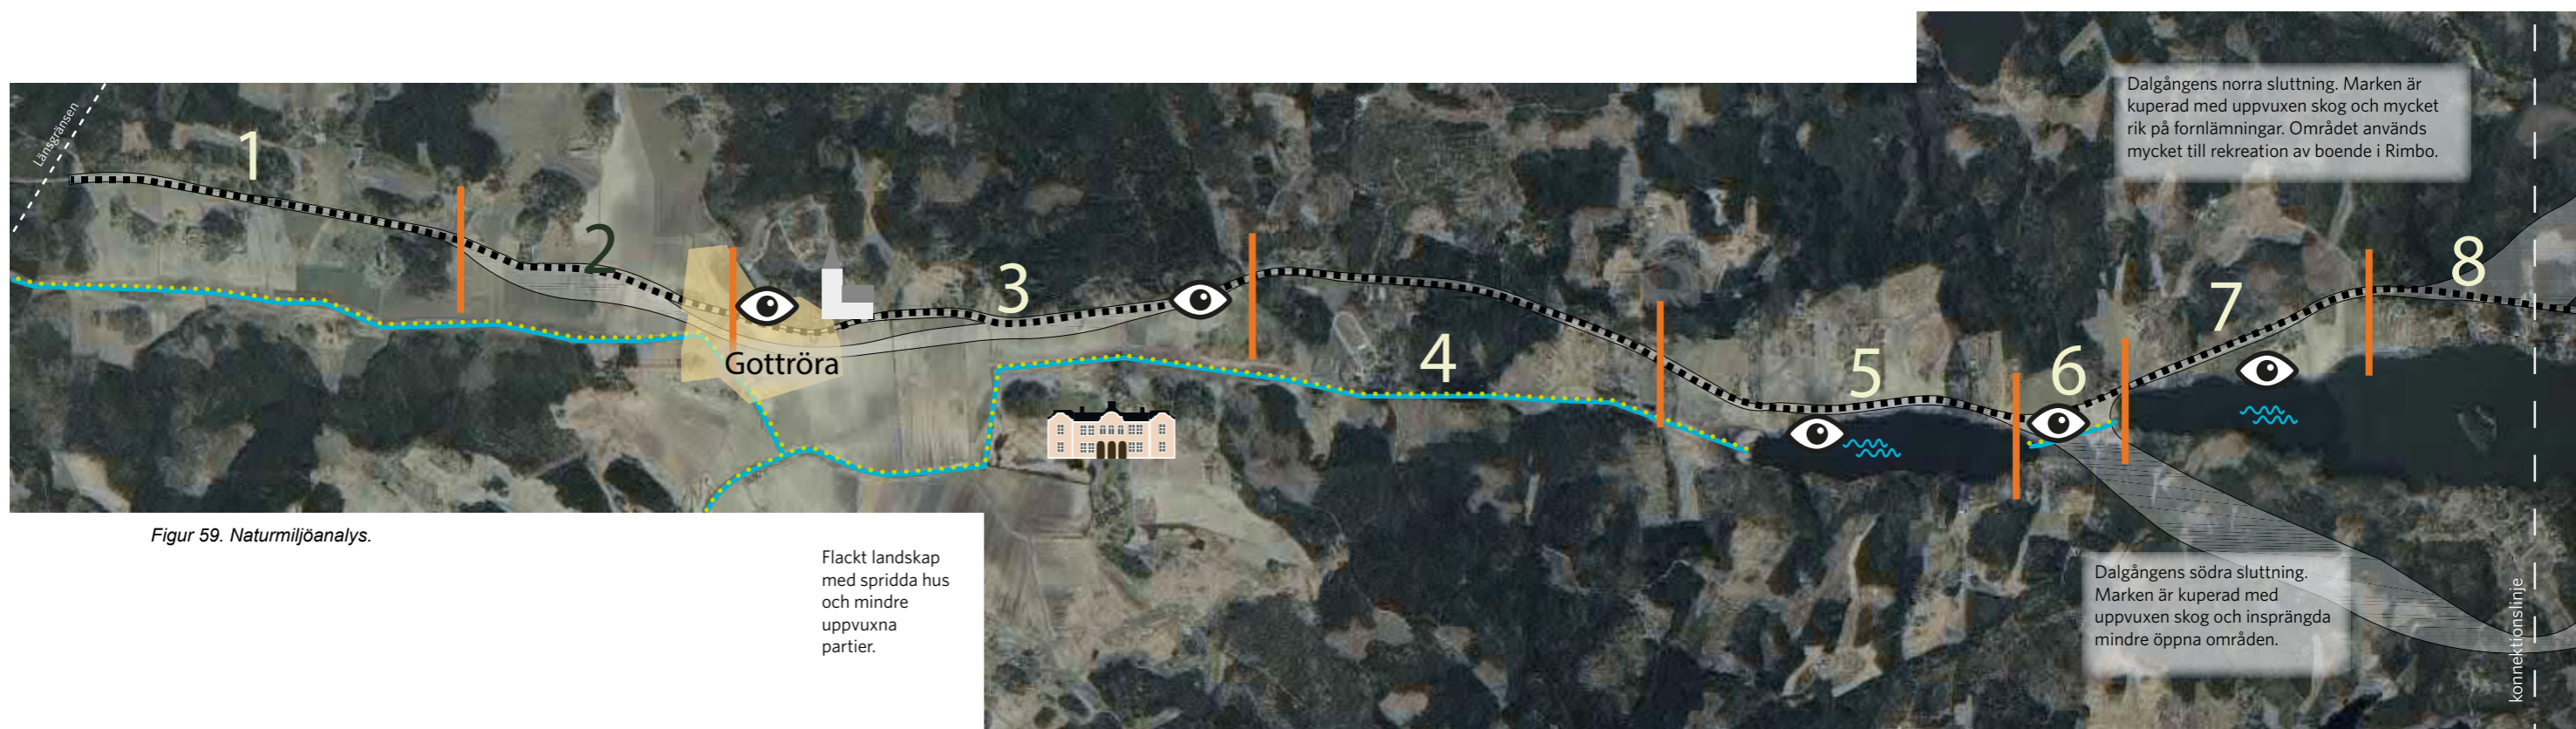 Länsgränsen
1
2
3
4
5
6
7
8
Gottröra
Dalgångens norra sluttning. Marken är
kuperad med uppvuxen skog och mycket
rik på fornlämningar. Området används
mycket till rekreation av boende i Rimbo.
Figur 59. Naturmiljöanalys.
Flackt landskap
med spridda hus
och mindre
uppvuxna
partier.
Dalgångens södra sluttning.
Marken är kuperad med
uppvuxen skog och insprängda
mindre öppna områden.
konnektionslinje